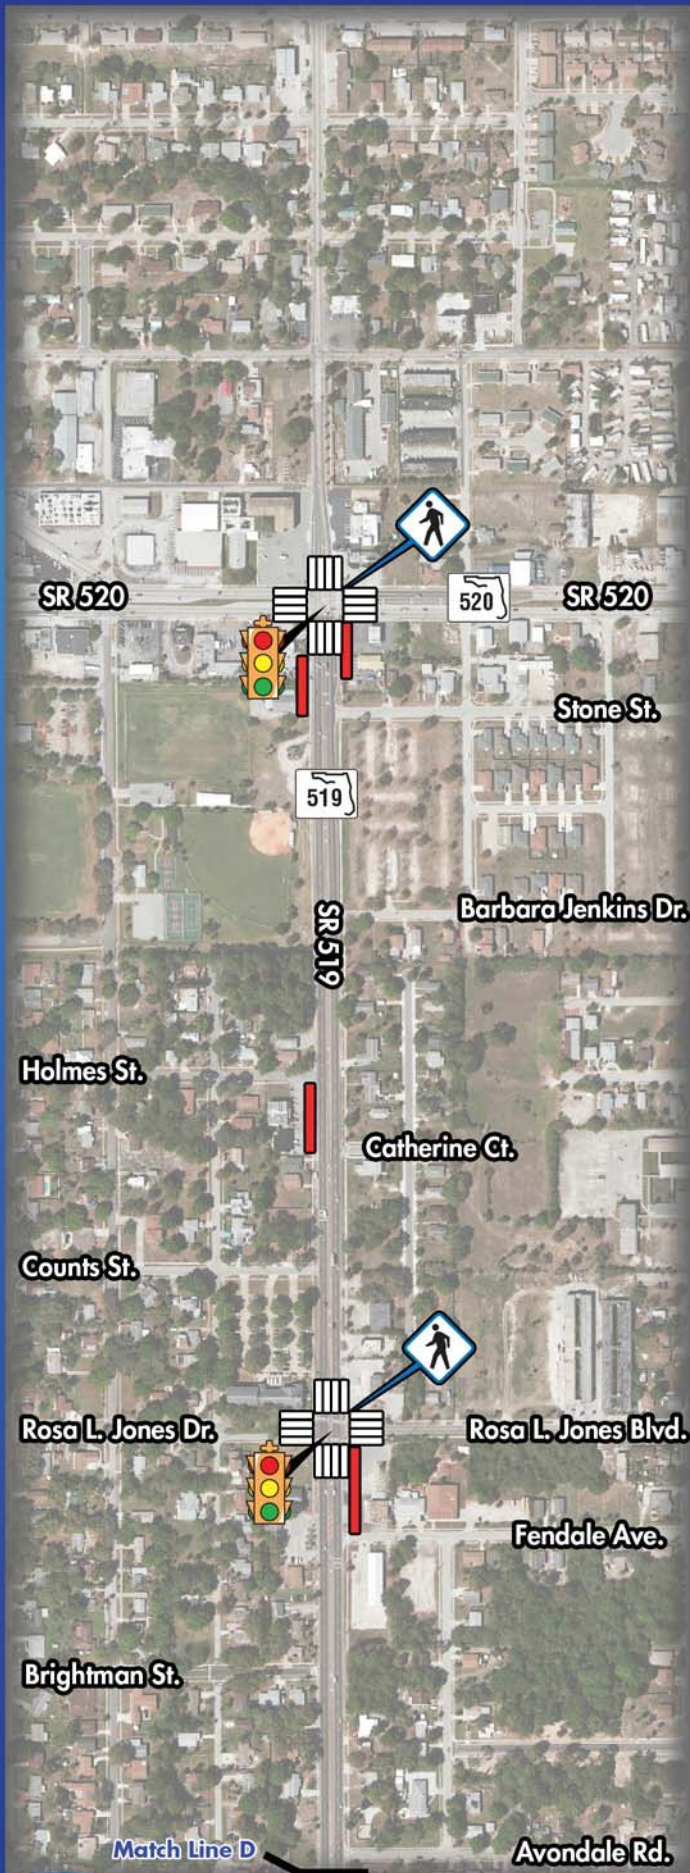 SR 520
520
SR 520
Stone St.
519
SR 519
Barbara Jenkins Dr.
Holmes St.
Catherine Ct.
Counts St.
Rosa L. Jones Dr.
Rosa L. Jones Blvd.
Fendale Ave.
Brightman St.
Match Line D
Avondale Rd.